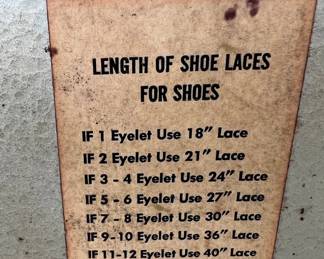 LENGTH OF SHOE LACES
FOR SHOES
IF 1 Eyelet Use 18" Lace
IF 2 Eyelet Use 21" Lace
IF 3 - 4 Eyelet Use 24" Lace
IF 5 - 6 Eyelet Use 27" Lace
IF 7 - 8 Eyelet Use 30" Lace
IF 9-10 Eyelet Use 36" Lace
IF 11-12 Eyelet Use 40" Lace